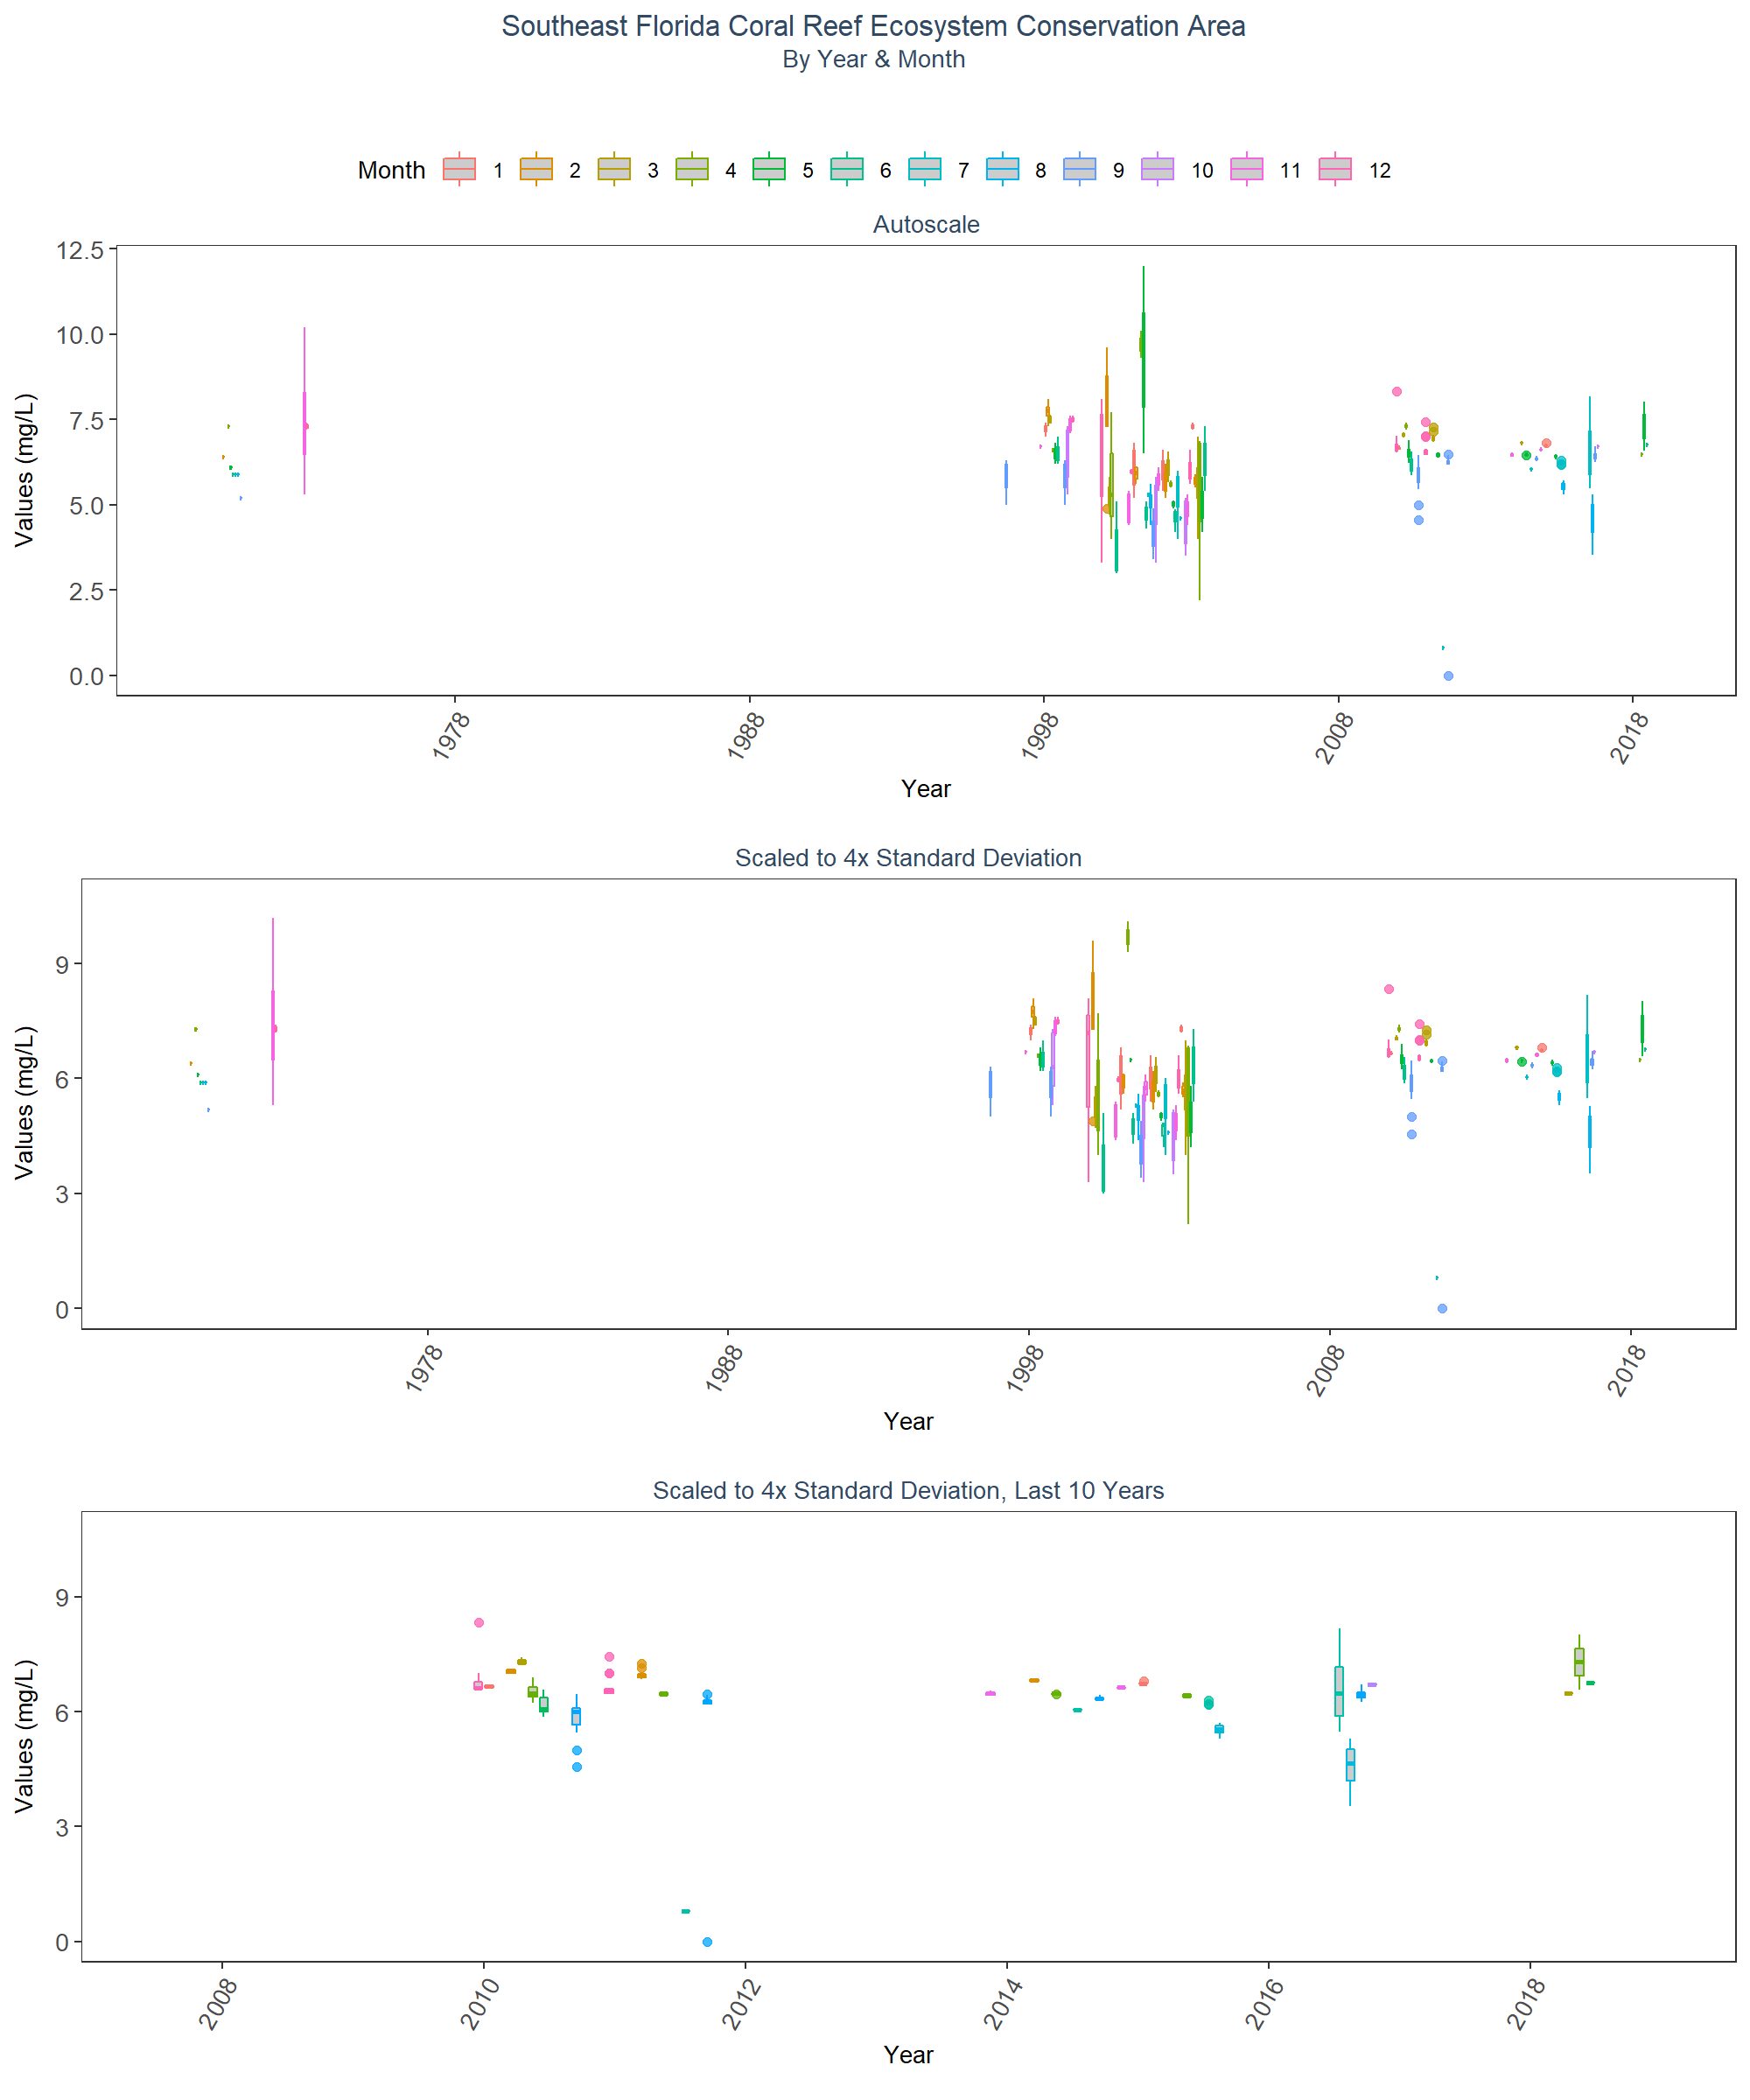 Southeast Florida Coral Reef Ecosystem Conservation Area
By Year & Month
Month 1 2 3 4 5 6 7 8 9 10 11 12
Autoscale
12.5
10.0
7.5
5.0
2.5
0.0
Values (mg/L)
1978 1988 1998 2008 2018
Year
Scaled to 4x Standard Deviation
9
6
3
0
Values (mg/L)
1978 1988 1998 2008 2018
Year
Scaled to 4x Standard Deviation, Last 10 Years
9
6
3
0
Values (mg/L)
2008 2010 2012 2014 2016 2018
Year